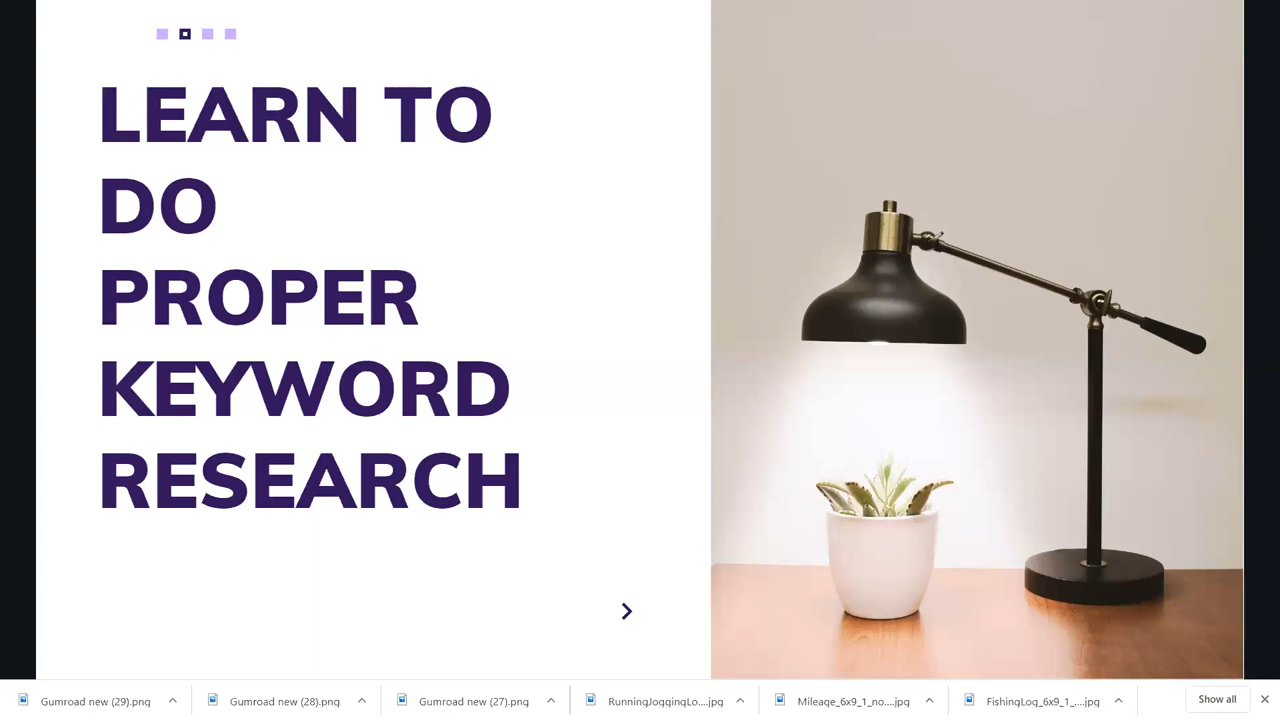 LEARN TO
DO
PROPER
KEYWORD
RESEARCH
Gumroad new (29).png
Gumroad new (28).png
Gumroad new (27).png
RunningJoggingLo....jpg
Mileage_6x9_1_no....jpg
FishingLog_6x9_1_....jpg
Show all